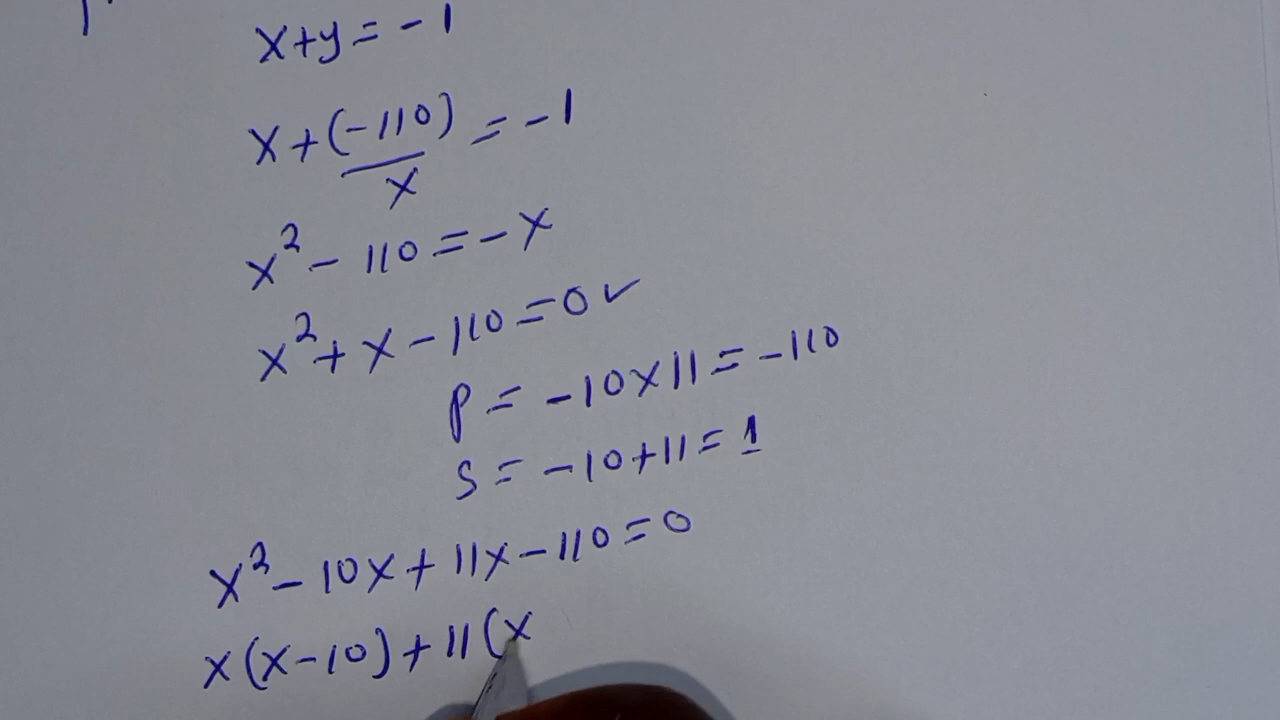 x+y=-1
x+(-110)/x=-1
x²-110=-x
x²+x-110=0✓
P=-10×11=-110
S=-10+11=1
x²-10x+11x-110=0
x(x-10)+11(x